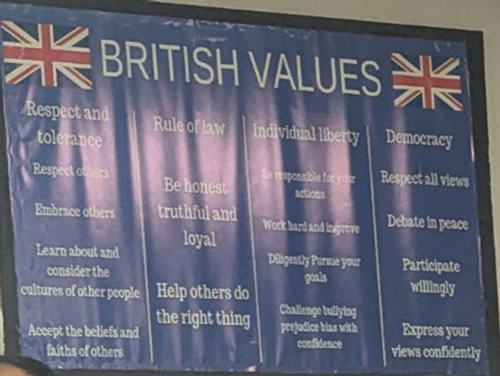 BRITISH VALUES
Respect and
tolerance
Respect others
Embrace others
Learn about and
consider the
cultures of other people
Accept the beliefs and
faiths of others
Rule of law
Be honest
truthful and
loyal
Help others do
the right thing
Individual liberty
Be responsible for your
actions
Work hard and improve
Diligently Pursue your
goals
Challenge bullying
prejudice bias with
confidence
Democracy
Respect all views
Debate in peace
Participate
willingly
Express your
views confidently